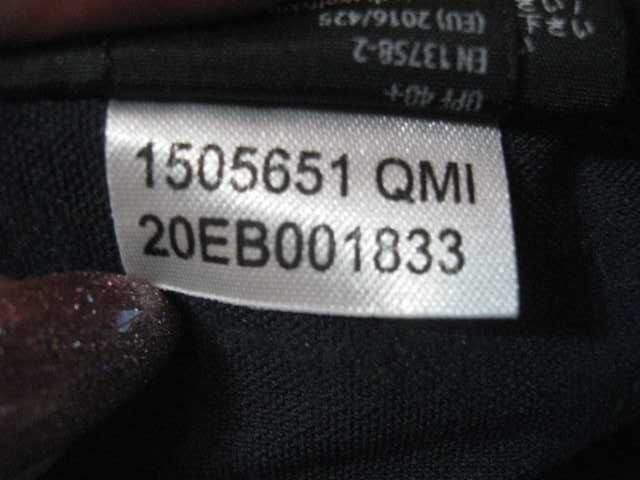 1505651 QMI
20EB001833
UPF 40+
EN 13758-2
(EU) 2016/425